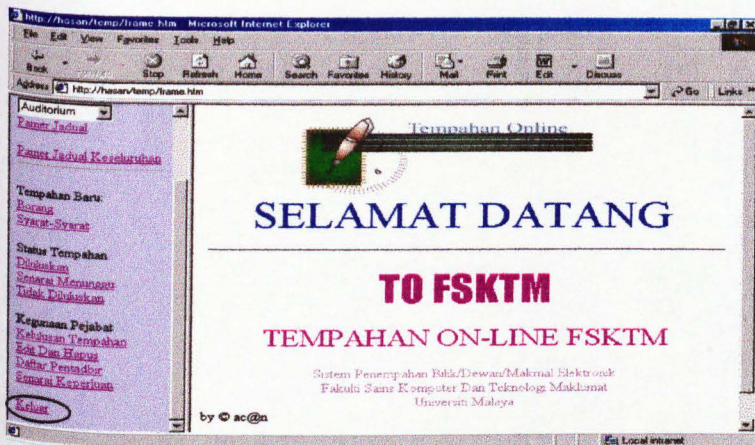 http://hasan/temp/frame.htm - Microsoft Internet Explorer
File Edit View Favorites Tools Help
Back Stop Refresh Home Search Favorites History Mail Print Edit Discuss
Address http://hasan/temp/frame.htm Go Links »
Auditorium
Pamer Jadual
Pamer Jadual Keseluruhan
Tempahan Baru:
Borang
Syarat-Syarat
Status Tempahan
Diluluskan
Senarai Menunggu
Tidak Diluluskan
Kegunaan Pejabat
Kelulusan Tempahan
Edit Dan Hapus
Daftar Pentadbir
Senarai Keperluan
Keluar
Tempahan Online
SELAMAT DATANG
TO FSKTM
TEMPAHAN ON-LINE FSKTM
Sistem Penempahan Bilik/Dewan/Makmal Elektronik
Fakulti Sains Komputer Dan Teknologi Maklumat
Universiti Malaya
by © ac@n
Local intranet